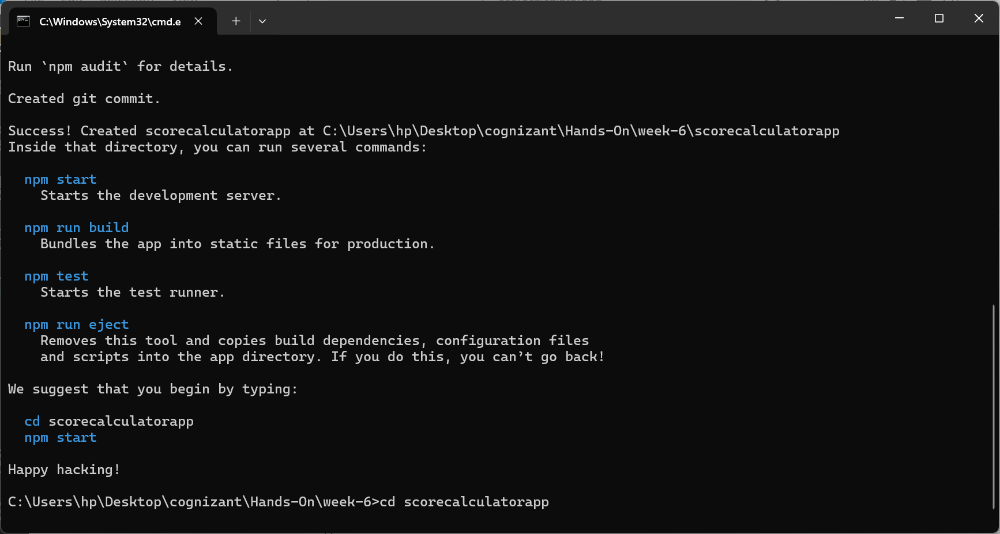 C:\Windows\System32\cmd.e
Run `npm audit` for details.
Created git commit.
Success! Created scorecalculatorapp at C:\Users\hp\Desktop\cognizant\Hands-On\week-6\scorecalculatorapp
Inside that directory, you can run several commands:
npm start
Starts the development server.
npm run build
Bundles the app into static files for production.
npm test
Starts the test runner.
npm run eject
Removes this tool and copies build dependencies, configuration files
and scripts into the app directory. If you do this, you can’t go back!
We suggest that you begin by typing:
cd scorecalculatorapp
npm start
Happy hacking!
C:\Users\hp\Desktop\cognizant\Hands-On\week-6>cd scorecalculatorapp